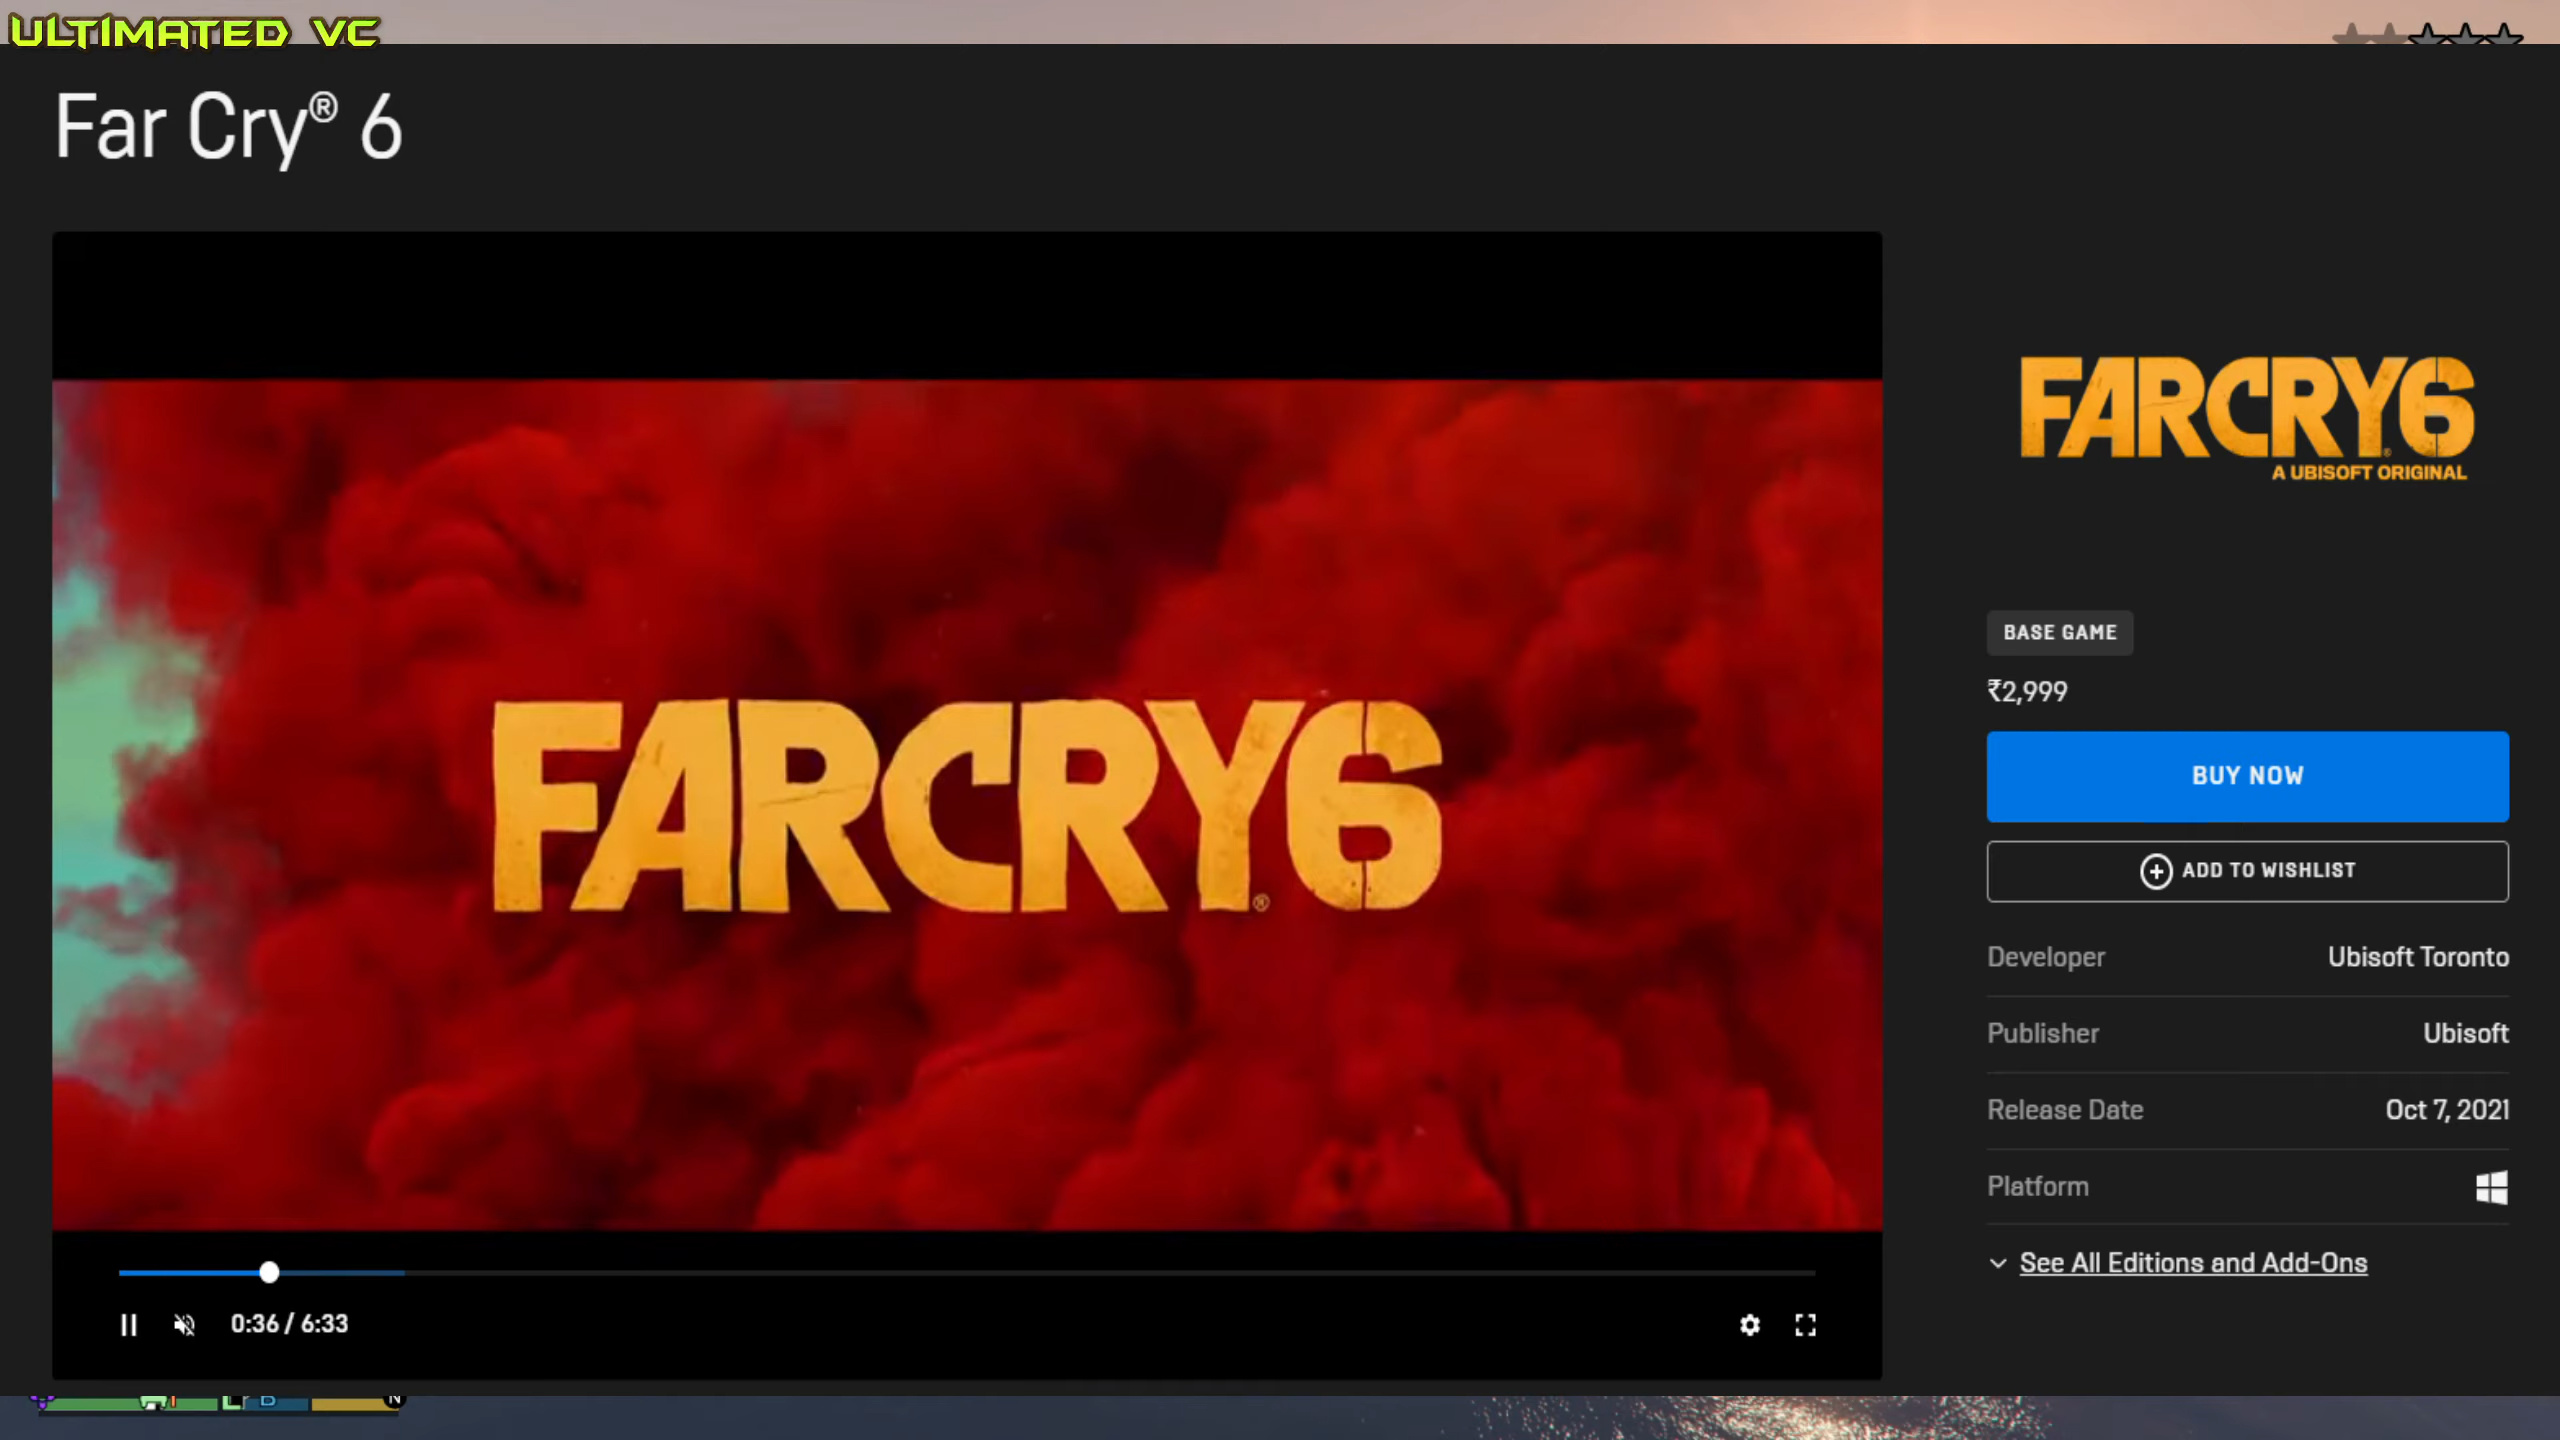 ULTIMATED VC
Far Cry® 6
FARCRY6®
A UBISOFT ORIGINAL
FARCRY6®
BASE GAME
₹2,999
BUY NOW
ADD TO WISHLIST
Developer Ubisoft Toronto
Publisher Ubisoft
Release Date Oct 7, 2021
Platform
See All Editions and Add-Ons
0:36 / 6:33
B N